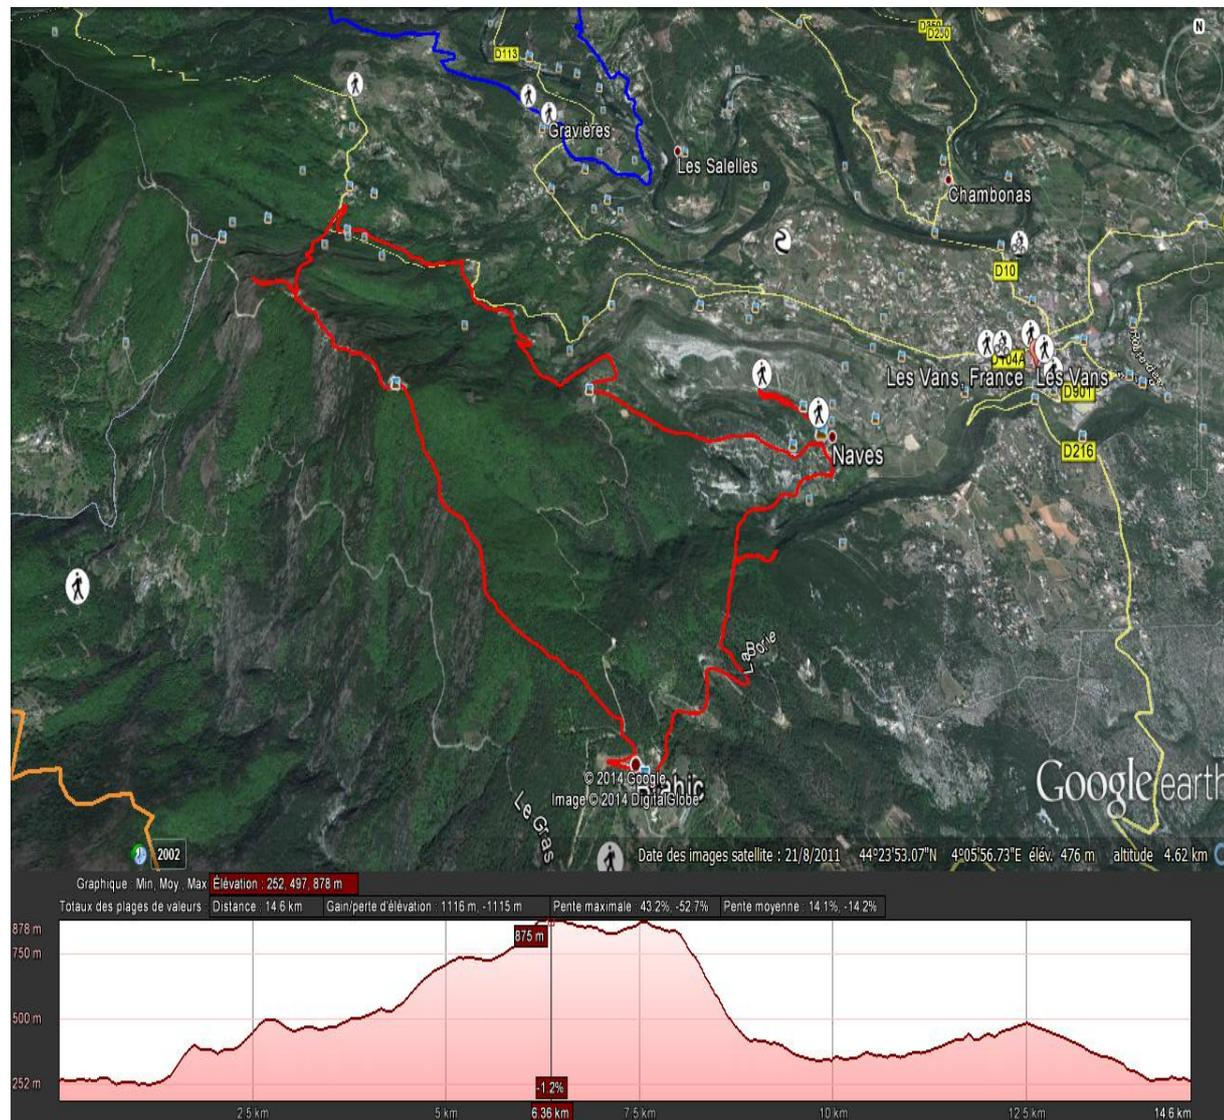 N
D113
D250
D250
Gravières
Les Salelles
Chambonas
D10
D104A
Les Vans, France
Les Vans
D901
Naves
D216
La Borie
© 2014 Google
Image © 2014 DigitalGlobe
Brahic
Google earth
Le Gras
2002
Date des images satellite : 21/8/2011 44°23'53.07"N 4°05'56.73"E élév. 476 m altitude 4.62 km
Graphique : Min, Moy , Max Élévation : 252, 497, 878 m
Totaux des plages de valeurs : Distance : 14.6 km Gain/perte d'élévation : 1116 m, -1115 m Pente maximale : 43.2%, -52.7% Pente moyenne : 14.1%, -14.2%
878 m
875 m
750 m
500 m
252 m
-1.2%
2.5 km 5 km 6.36 km 7.5 km 10 km 12.5 km 14.6 km